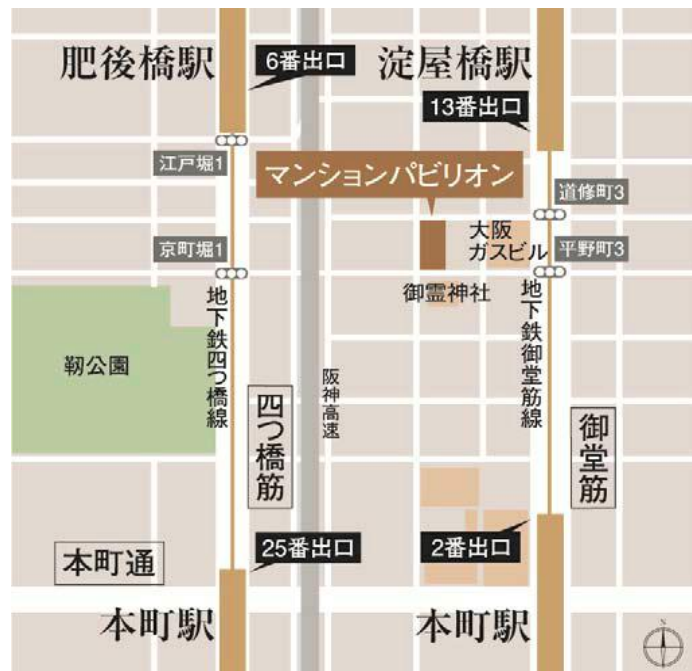 肥後橋駅
6番出口
淀屋橋駅
13番出口
江戸堀1
マンションパビリオン
道修町3
京町堀1
大阪
ガスビル
平野町3
御霊神社
靭公園
地下鉄四つ橋線
四つ橋筋
阪神高速
地下鉄御堂筋線
御堂筋
本町通
25番出口
2番出口
本町駅
本町駅
N